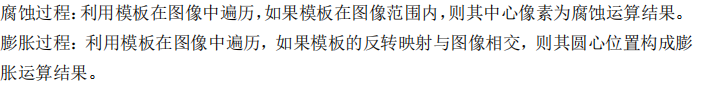 腐蚀过程：利用模板在图像中遍历，如果模板在图像范围内，则其中心像素为腐蚀运算结果。
膨胀过程：利用模板在图像中遍历，如果模板的反转映射与图像相交，则其圆心位置构成膨
胀运算结果。